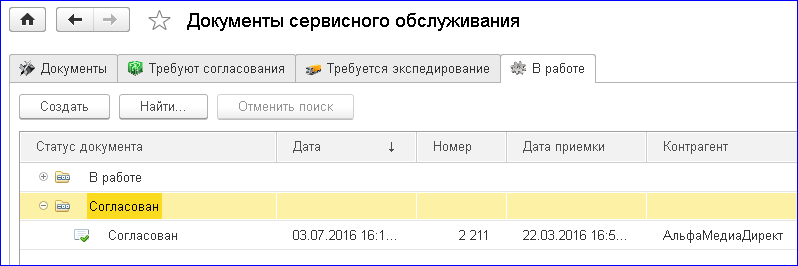 Документы сервисного обслуживания
Документы Требуют согласования Требуется экспедирование В работе
Создать Найти... Отменить поиск
Статус документа Дата ↓ Номер Дата приемки Контрагент
В работе
Согласован
Согласован 03.07.2016 16:1... 2 211 22.03.2016 16:5... АльфаМедиаДирект